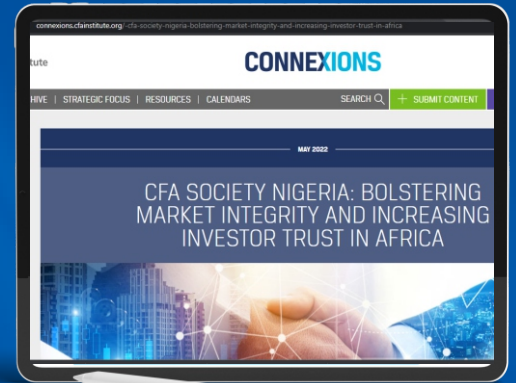 connexions.cfainstitute.org/-cfa-society-nigeria-bolstering-market-integrity-and-increasing-investor-trust-in-africa
tute
CONNEXIONS
HIVE | STRATEGIC FOCUS | RESOURCES | CALENDARS SEARCH + SUBMIT CONTENT
MAY 2022
CFA SOCIETY NIGERIA: BOLSTERING
MARKET INTEGRITY AND INCREASING
INVESTOR TRUST IN AFRICA